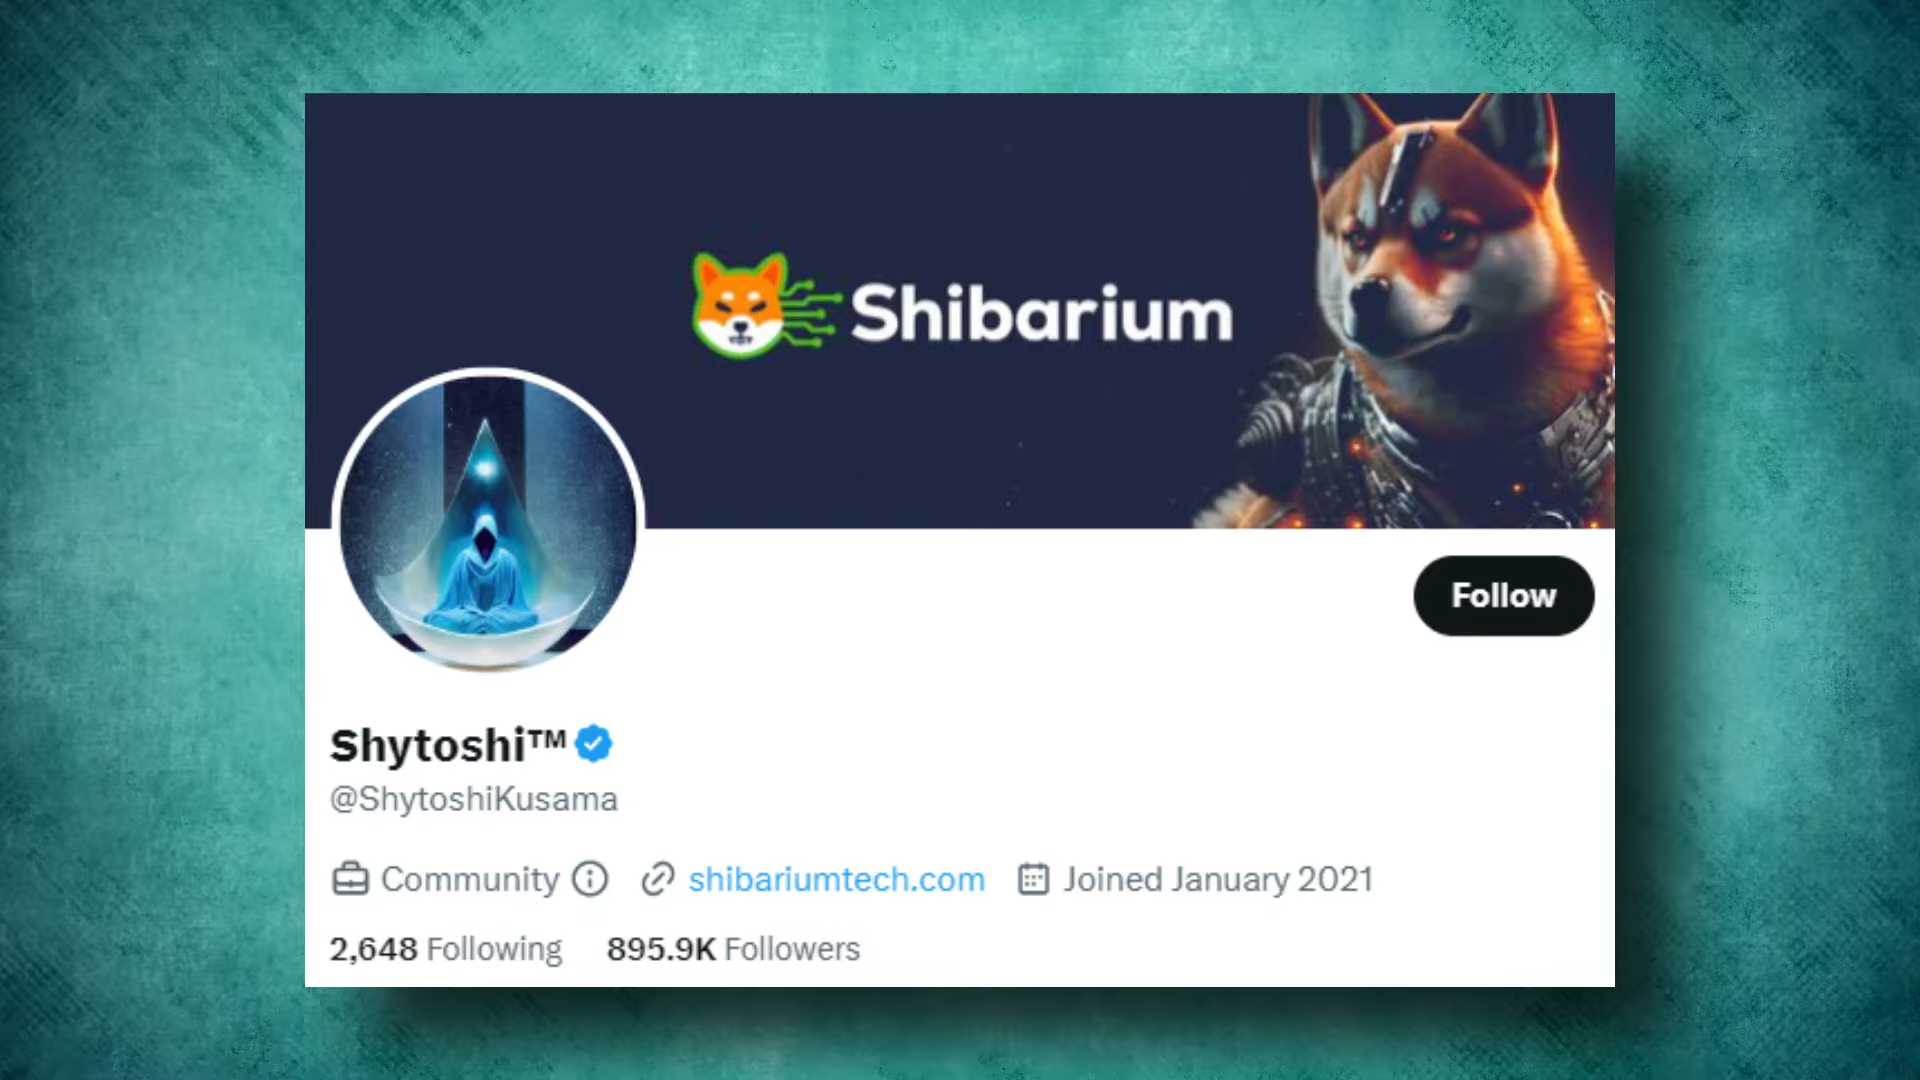 Shibarium
Follow
Shytoshi™
@ShytoshiKusama
Community shibariumtech.com Joined January 2021
2,648 Following 895.9K Followers